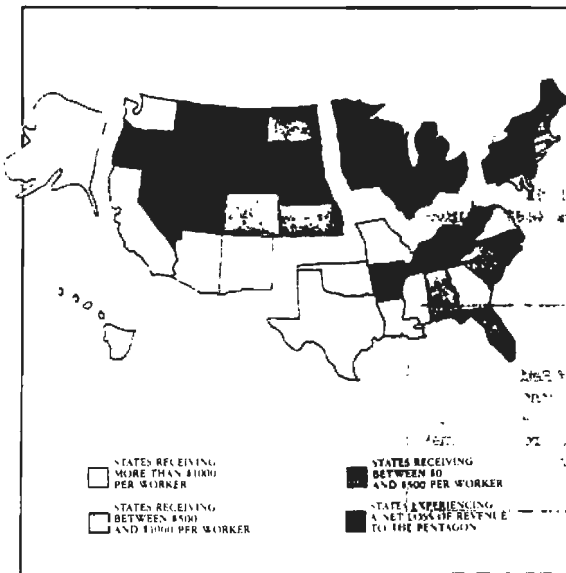 STATES RECEIVING
MORE THAN $1000
PER WORKER
STATES RECEIVING
BETWEEN $500
AND $1000 PER WORKER
STATES RECEIVING
BETWEEN $0
AND $500 PER WORKER
STATES EXPERIENCING
A NET LOSS OF REVENUE
TO THE PENTAGON